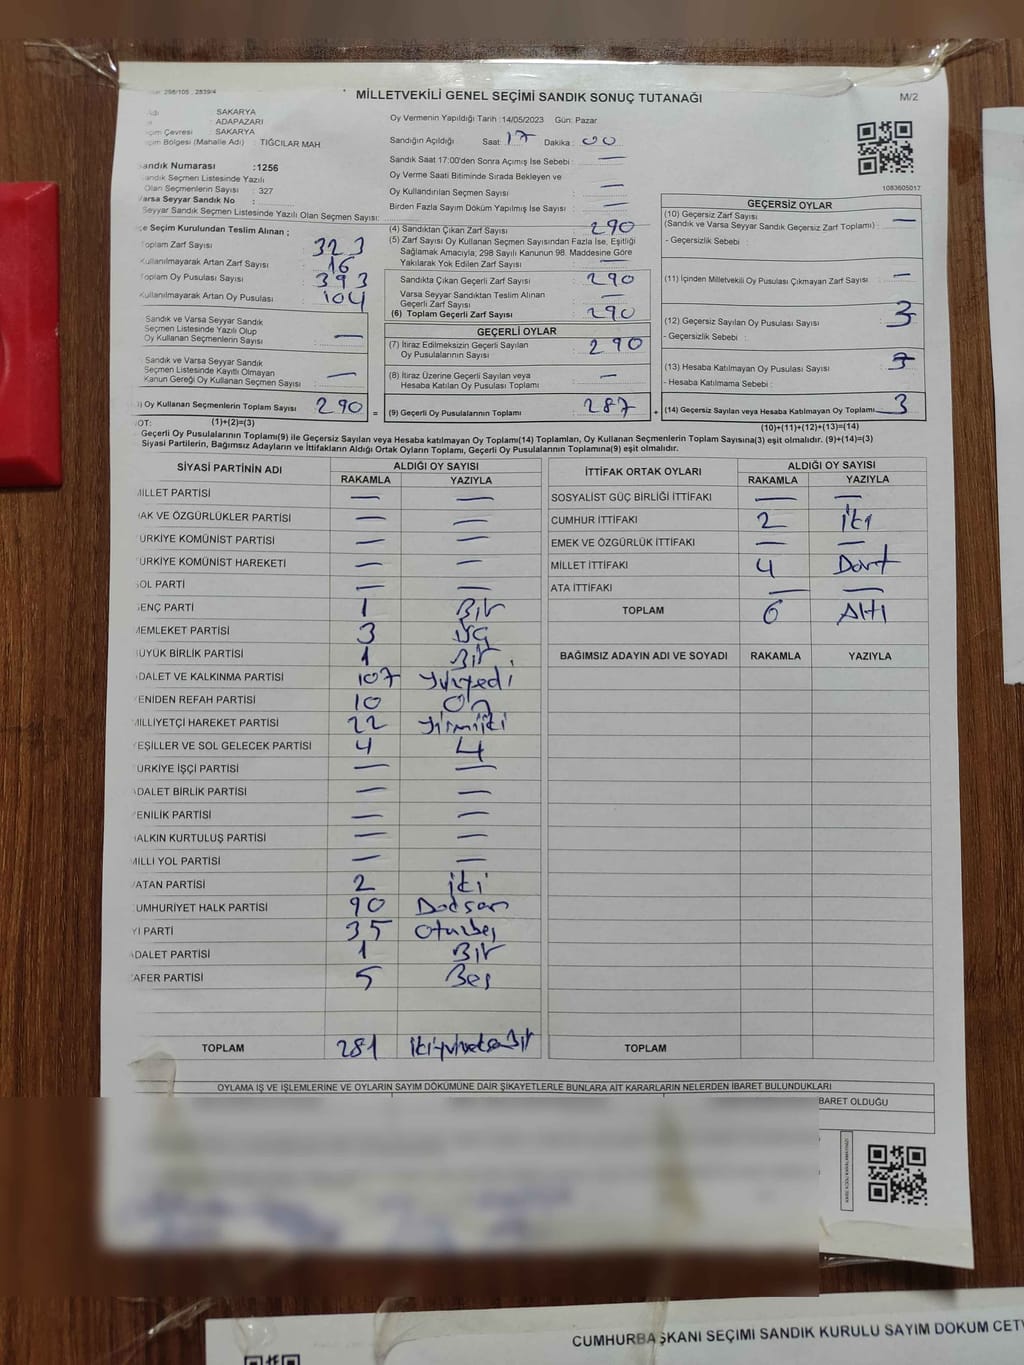 298/105 , 2839/4
MİLLETVEKİLİ GENEL SEÇİMİ SANDIK SONUÇ TUTANAĞI
M/2
SAKARYA
: ADAPAZARI
: SAKARYA
Bölgesi (Mahalle Adı) : TIĞCILAR MAH
Oy Vermenin Yapıldığı Tarih :14/05/2023 Gün: Pazar
Sandığın Açıldığı Saat: 17 Dakika: 00
Sandık Saat 17:00'den Sonra Açımış İse Sebebi : —
Oy Verme Saati Bitiminde Sırada Bekleyen ve
Oy Kullandırılan Seçmen Sayısı : —
Birden Fazla Sayım Döküm Yapılmış İse Sayısı : —
1083605017
andık Numarası :1256
andık Seçmen Listesinde Yazılı
Olan Seçmenlerin Sayısı : 327
Varsa Seyyar Sandık No :
Seyyar Sandık Seçmen Listesinde Yazılı Olan Seçmen Sayısı:
çe Seçim Kurulundan Teslim Alınan ;
Toplam Zarf Sayısı : 323
Kullanılmayarak Artan Zarf Sayısı : 16
Toplam Oy Pusulası Sayısı : 393
Kullanılmayarak Artan Oy Pusulası : 104
Sandık ve Varsa Seyyar Sandık
Seçmen Listesinde Yazılı Olup
Oy Kullanan Seçmenlerin Sayısı : —
Sandık ve Varsa Seyyar Sandık
Seçmen Listesinde Kayıtlı Olmayan
Kanun Gereği Oy Kullanan Seçmen Sayısı : —
) Oy Kullanan Seçmenlerin Toplam Sayısı : 290 =
(1)+(2)=(3)
(4) Sandıktan Çıkan Zarf Sayısı : 290
(5) Zarf Sayısı Oy Kullanan Seçmen Sayısından Fazla İse, Eşitliği
Sağlamak Amacıyla, 298 Sayılı Kanunun 98. Maddesine Göre
Yakılarak Yok Edilen Zarf Sayısı : —
Sandıkta Çıkan Geçerli Zarf Sayısı : 290
Varsa Seyyar Sandıktan Teslim Alınan
Geçerli Zarf Sayısı : —
(6) Toplam Geçerli Zarf Sayısı : 290
GEÇERLİ OYLAR
(7) İtiraz Edilmeksizin Geçerli Sayılan
Oy Pusulalarının Sayısı : 290
(8) İtiraz Üzerine Geçerli Sayılan veya
Hesaba Katılan Oy Pusulası Toplamı : —
(9) Geçerli Oy Pusulalarının Toplamı : 287 +
GEÇERSİZ OYLAR
(10) Geçersiz Zarf Sayısı
(Sandık ve Varsa Seyyar Sandık Geçersiz Zarf Toplamı) : —
- Geçersizlik Sebebi :
(11) İçinden Milletvekili Oy Pusulası Çıkmayan Zarf Sayısı : —
(12) Geçersiz Sayılan Oy Pusulası Sayısı : 3
- Geçersizlik Sebebi :
(13) Hesaba Katılmayan Oy Pusulası Sayısı :
- Hesaba Katılmama Sebebi :
(14) Geçersiz Sayılan veya Hesaba Katılmayan Oy Toplamı 3
(10)+(11)+(12)+(13)=(14)
OT:
Geçerli Oy Pusulalarının Toplamı(9) ile Geçersiz Sayılan veya Hesaba katılmayan Oy Toplamı(14) Toplamları, Oy Kullanan Seçmenlerin Toplam Sayısına(3) eşit olmalıdır. (9)+(14)=(3)
Siyasi Partilerin, Bağımsız Adayların ve İttifakların Aldığı Ortak Oyların Toplamı, Geçerli Oy Pusulalarının Toplamına(9) eşit olmalıdır.
SİYASİ PARTİNİN ADI ALDIĞI OY SAYISI
RAKAMLA YAZIYLA
MİLLET PARTİSİ — —
AK VE ÖZGÜRLÜKLER PARTİSİ — —
ÜRKİYE KOMÜNİST PARTİSİ — —
ÜRKİYE KOMÜNİST HAREKETİ — —
SOL PARTİ — —
GENÇ PARTİ 1 Bir
MEMLEKET PARTİSİ 3 üç
ÜYÜK BİRLİK PARTİSİ 1 Bir
ADALET VE KALKINMA PARTİSİ 107 yüzyedi
YENİDEN REFAH PARTİSİ 10 On
MİLLİYETÇİ HAREKET PARTİSİ 22 yirmiiki
YEŞİLLER VE SOL GELECEK PARTİSİ 4 4
ÜRKİYE İŞÇİ PARTİSİ — —
ADALET BİRLİK PARTİSİ — —
YENİLİK PARTİSİ — —
HALKIN KURTULUŞ PARTİSİ — —
MİLLİ YOL PARTİSİ — —
VATAN PARTİSİ 2 iki
CUMHURİYET HALK PARTİSİ 90 Doksan
İYİ PARTİ 35 Otuzbeş
ADALET PARTİSİ 1 Bir
ZAFER PARTİSİ 5 Beş
TOPLAM 281 ikiyüzseksenBir
İTTİFAK ORTAK OYLARI ALDIĞI OY SAYISI
RAKAMLA YAZIYLA
SOSYALİST GÜÇ BİRLİĞİ İTTİFAKI — —
CUMHUR İTTİFAKI 2 iki
EMEK VE ÖZGÜRLÜK İTTİFAKI — —
MİLLET İTTİFAKI 4 Dört
ATA İTTİFAKI — —
TOPLAM 6 Altı
BAĞIMSIZ ADAYIN ADI VE SOYADI RAKAMLA YAZIYLA
TOPLAM
OYLAMA İŞ VE İŞLEMLERİNE VE OYLARIN SAYIM DÖKÜMÜNE DAİR ŞİKAYETLERLE BUNLARA AİT KARARLARIN NELERDEN İBARET BULUNDUKLARI
BARET OLDUĞU
CUMHURBAŞKANI SEÇİMİ SANDIK KURULU SAYIM DÖKÜM CETV